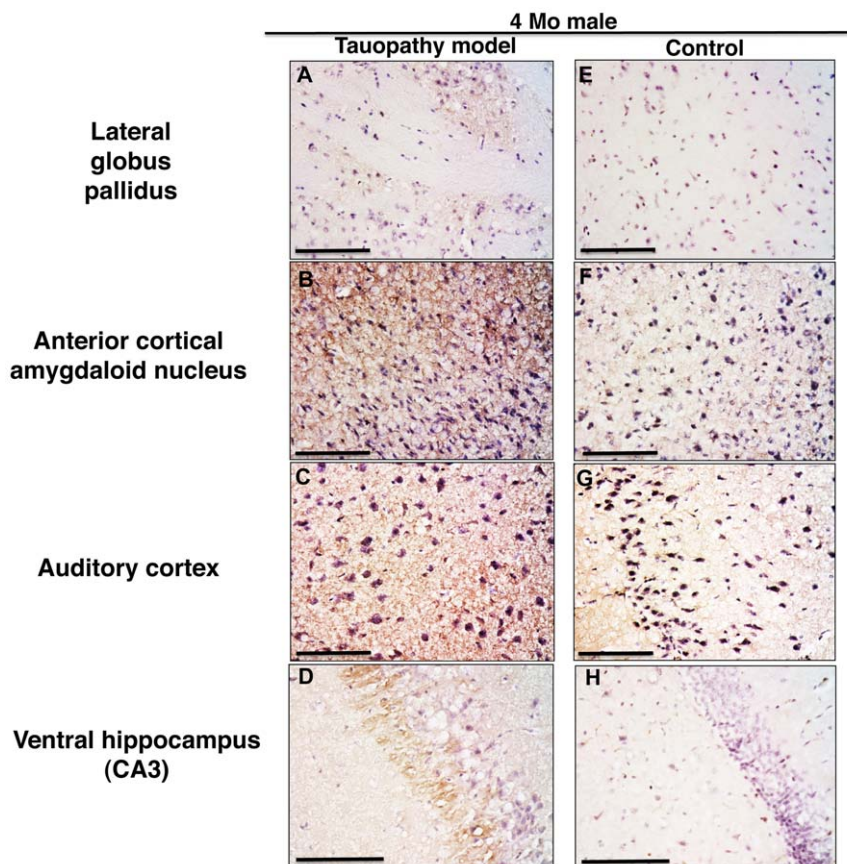 4 Mo male
Tauopathy model
Control
Lateral
globus
pallidus
A
E
Anterior cortical
amygdaloid nucleus
B
F
Auditory cortex
C
G
Ventral hippocampus
(CA3)
D
H